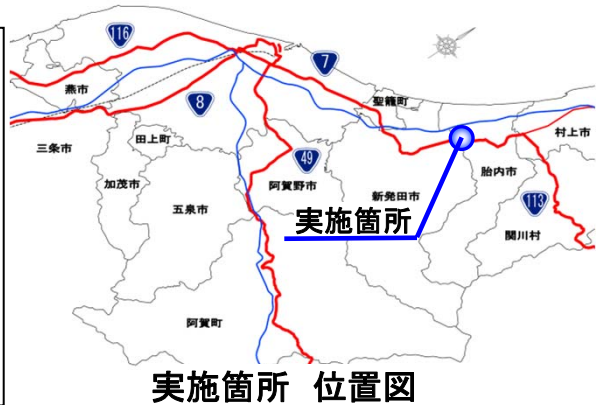 116
7
燕市
8
聖籠町
三条市
田上町
49
村上市
加茂市
阿賀野市
新発田市
胎内市
113
五泉市
実施箇所
関川村
阿賀町
実施箇所 位置図